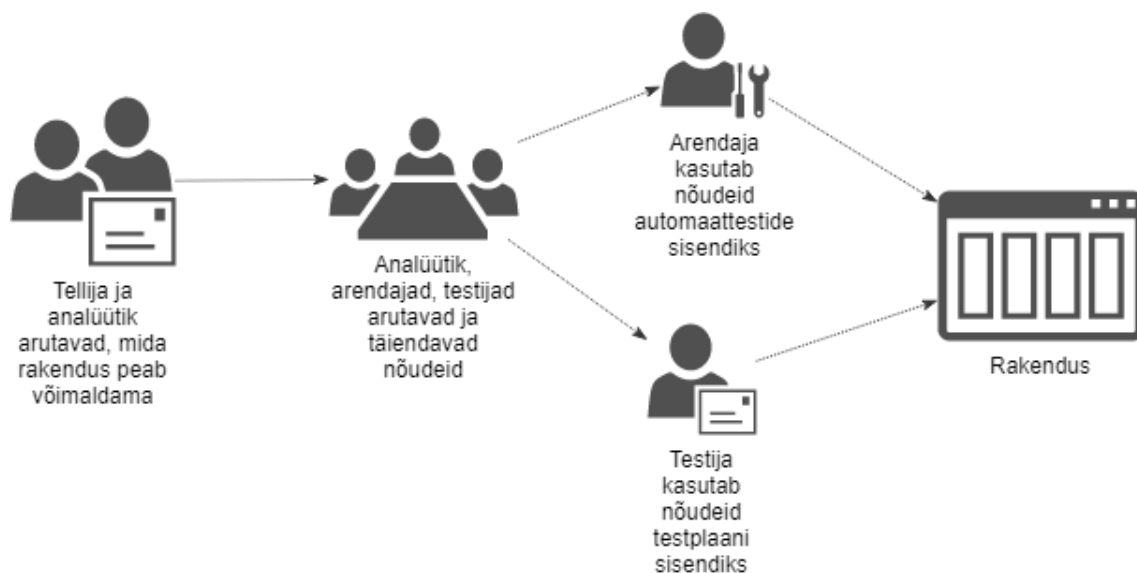 Tellija ja
analüütik
arutavad, mida
rakendus peab
võimaldama
Analüütik,
arendajad, testijad
arutavad ja
täiendavad
nõudeid
Arendaja
kasutab
nõudeid
automaattestide
sisendiks
Testija
kasutab
nõudeid
testplaani
sisendiks
Rakendus